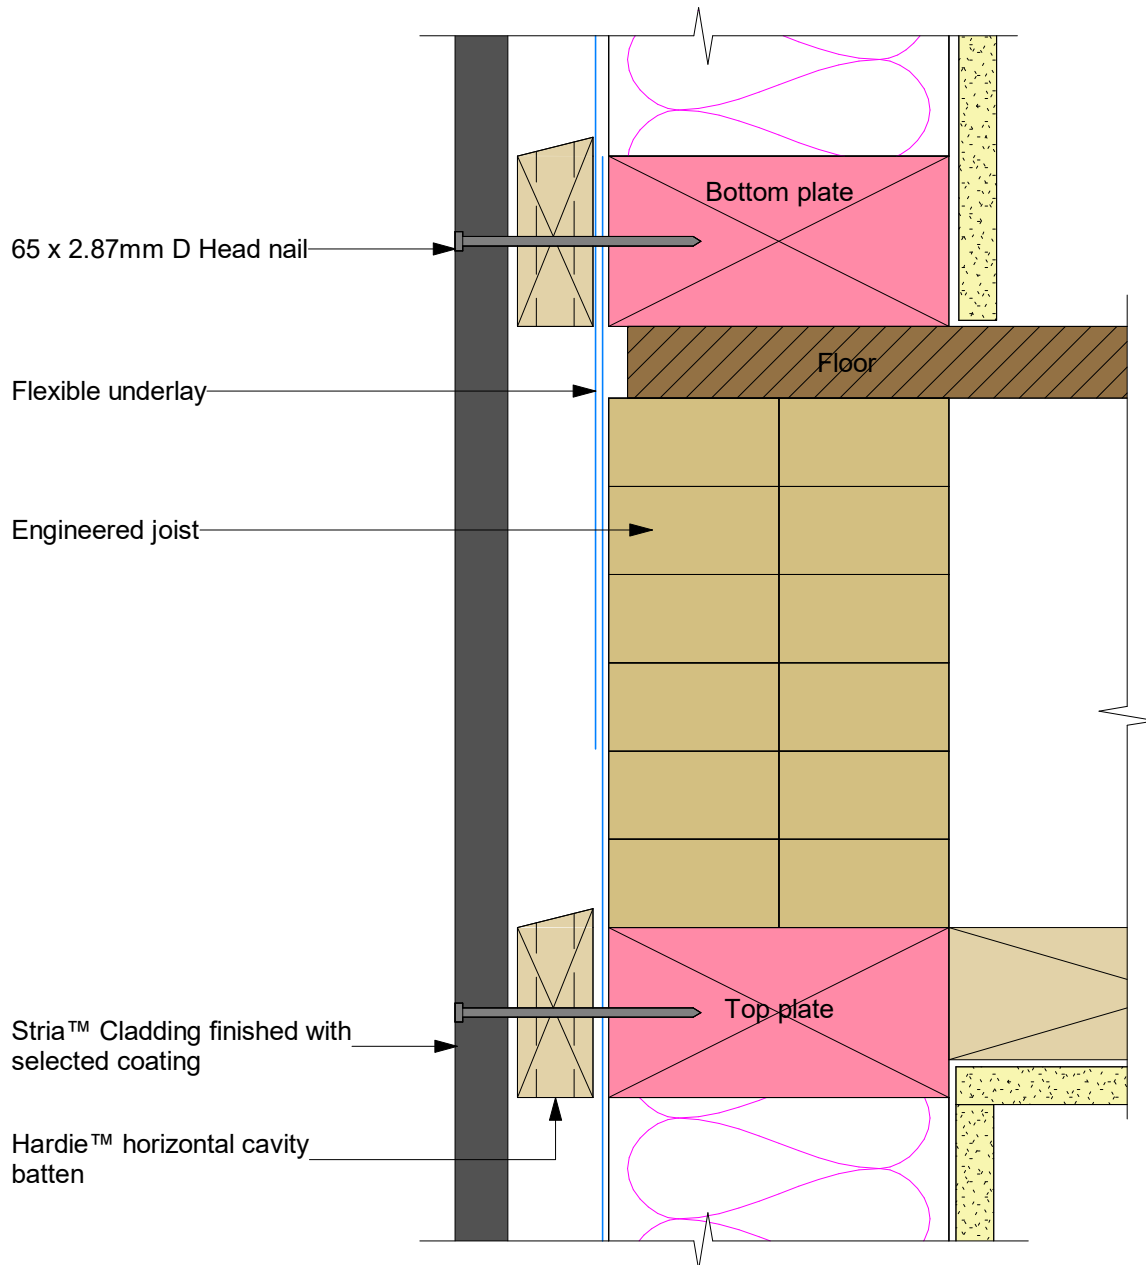 Bottom plate
65 x 2.87mm D Head nail
Floor
Flexible underlay
Engineered joist
Top plate
Stria™ Cladding finished with
selected coating
Hardie™ horizontal cavity
batten